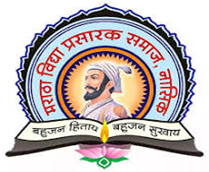 मराठा विद्या प्रसारक समाज, नाशिक
बहुजन हिताय बहुजन सुखाय